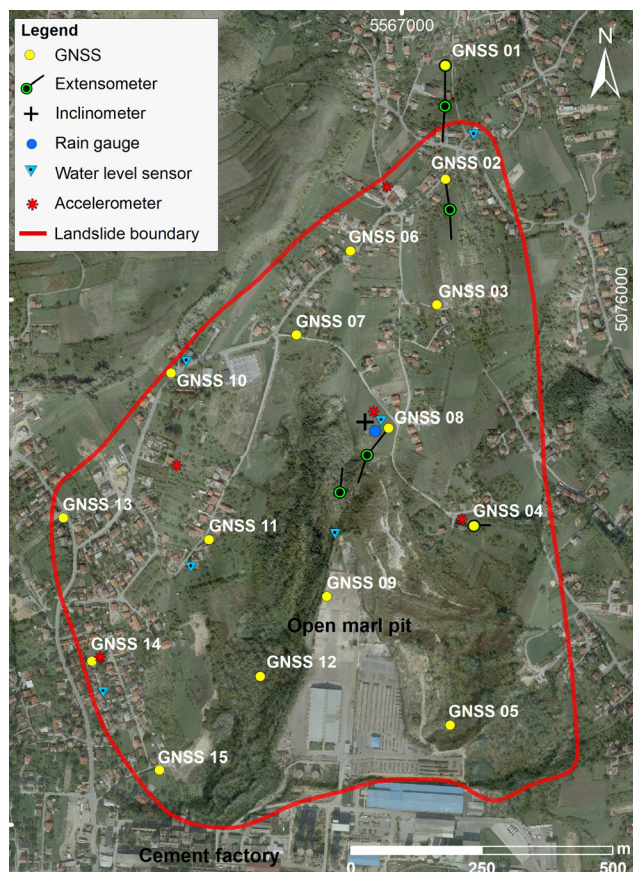 5567000
Legend
GNSS
Extensometer
Inclinometer
Rain gauge
Water level sensor
Accelerometer
Landslide boundary
N
GNSS 01
GNSS 02
GNSS 06
GNSS 03
5076000
GNSS 07
GNSS 10
GNSS 08
GNSS 13
GNSS 04
GNSS 11
GNSS 09
Open marl pit
GNSS 14
GNSS 12
GNSS 05
GNSS 15
Cement factory
m
0 250 500